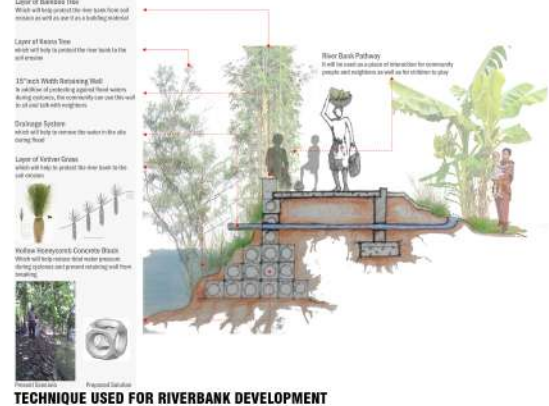 Layer of Bamboo Tree
Which will help protect the river bank from soil
erosion as well as use it as a building material
Layer of Keora Tree
which will help to protect the river bank to the
soil erosion
15"inch Width Retaining Wall
In addition of protecting against flood waters
during cyclones, the community can use this wall
to sit and talk with neighbors
Drainage System
which will help to remove the water in the site
during flood
Layer of Vetiver Grass
which will help to protect the river bank to the
soil erosion
Hollow Honeycomb Concrete Block
Which will help reduce tidal water pressure
during cyclones and prevent retaining wall from
breaking
Present Scenario
Proposed Solution
River Bank Pathway
It will be used as a place of interaction for community
people and neighbors as well as for children to play
TECHNIQUE USED FOR RIVERBANK DEVELOPMENT